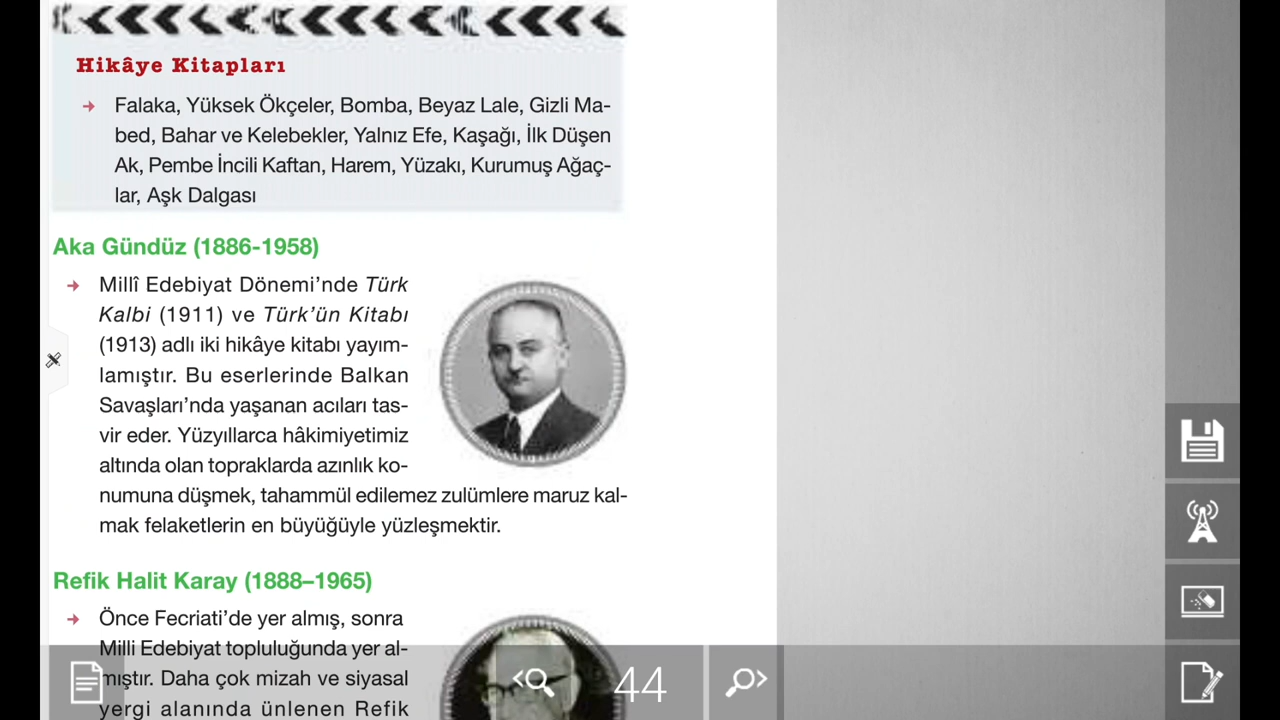 Hikâye Kitapları
Falaka, Yüksek Ökçeler, Bomba, Beyaz Lale, Gizli Ma-
bed, Bahar ve Kelebekler, Yalnız Efe, Kaşağı, İlk Düşen
Ak, Pembe İncili Kaftan, Harem, Yüzakı, Kurumuş Ağaç-
lar, Aşk Dalgası
Aka Gündüz (1886-1958)
Millî Edebiyat Dönemi’nde Türk
Kalbi (1911) ve Türk’ün Kitabı
(1913) adlı iki hikâye kitabı yayım-
lamıştır. Bu eserlerinde Balkan
Savaşları’nda yaşanan acıları tas-
vir eder. Yüzyıllarca hâkimiyetimiz
altında olan topraklarda azınlık ko-
numuna düşmek, tahammül edilemez zulümlere maruz kal-
mak felaketlerin en büyüğüyle yüzleşmektir.
Refik Halit Karay (1888–1965)
Önce Fecriati’de yer almış, sonra
Milli Edebiyat topluluğunda yer al-
mıştır. Daha çok mizah ve siyasal
yergi alanında ünlenen Refik
44